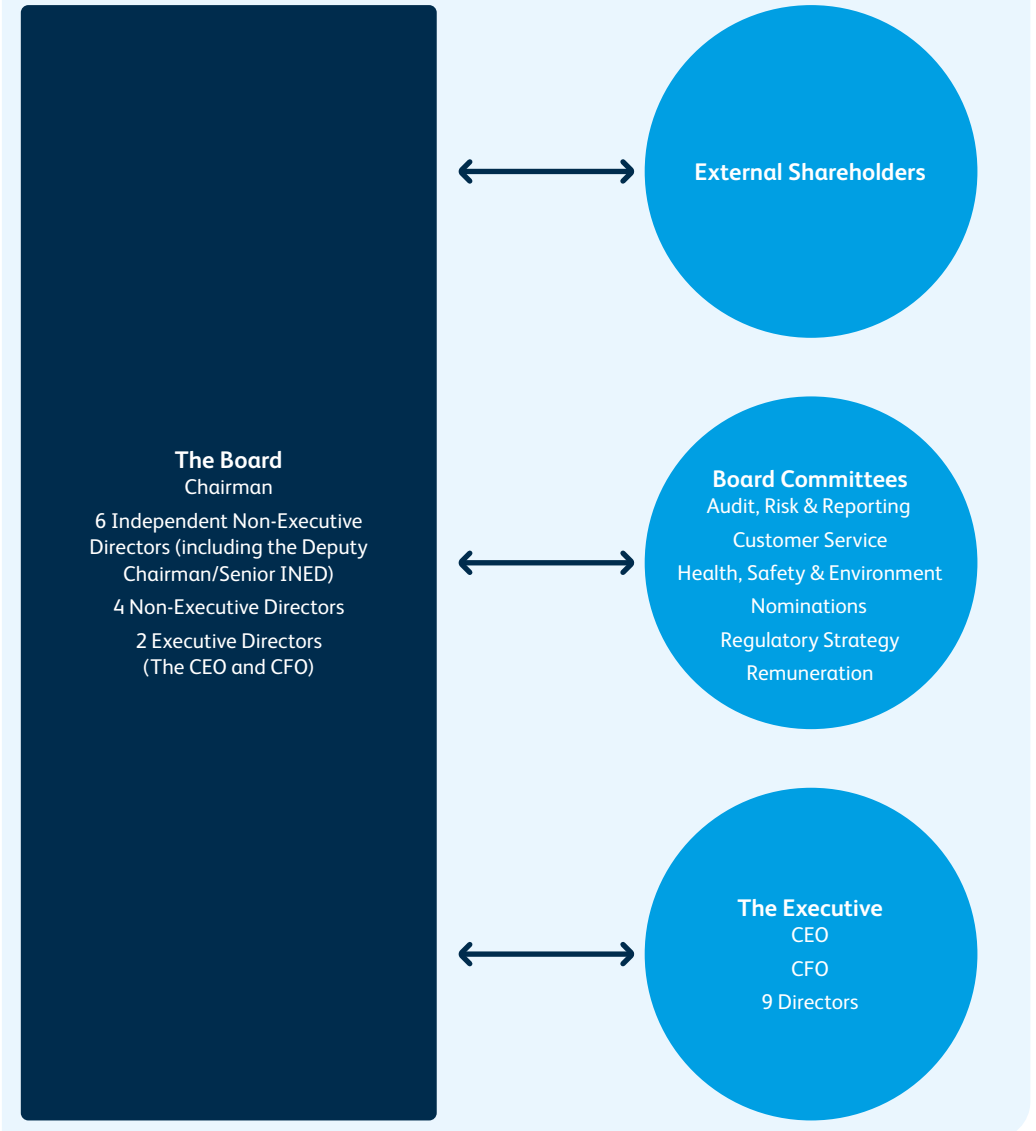 The Board
Chairman
6 Independent Non-Executive
Directors (including the Deputy
Chairman/Senior INED)
4 Non-Executive Directors
2 Executive Directors
(The CEO and CFO)
External Shareholders
Board Committees
Audit, Risk & Reporting
Customer Service
Health, Safety & Environment
Nominations
Regulatory Strategy
Remuneration
The Executive
CEO
CFO
9 Directors